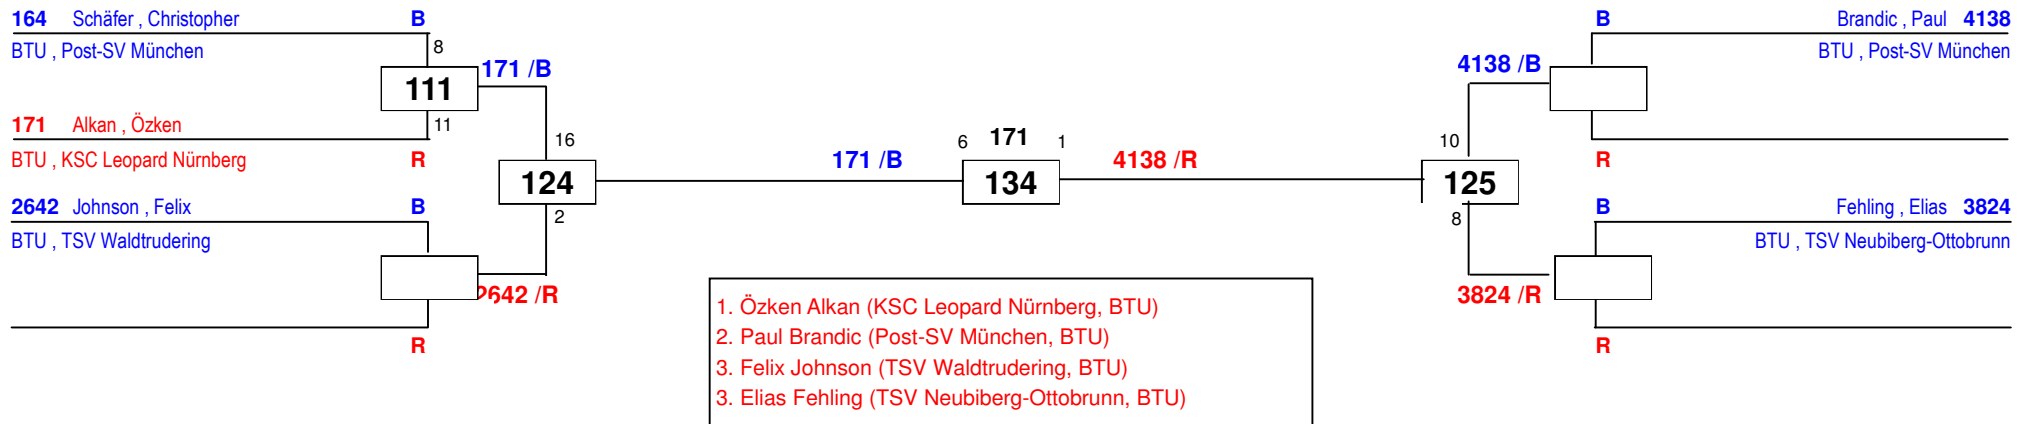 164 Schäfer , Christopher B
BTU , Post-SV München
8
111
171 /B
171 Alkan , Özken
11
BTU , KSC Leopard Nürnberg R
16
124
2
2642 Johnson , Felix B
BTU , TSV Waldtrudering
2642 /R
R
171 /B
6 171 1
134
4138 /R
B Brandic , Paul 4138
BTU , Post-SV München
4138 /B
R
10
125
8
B Fehling , Elias 3824
BTU , TSV Neubiberg-Ottobrunn
3824 /R
R
1. Özken Alkan (KSC Leopard Nürnberg, BTU)
2. Paul Brandic (Post-SV München, BTU)
3. Felix Johnson (TSV Waldtrudering, BTU)
3. Elias Fehling (TSV Neubiberg-Ottobrunn, BTU)